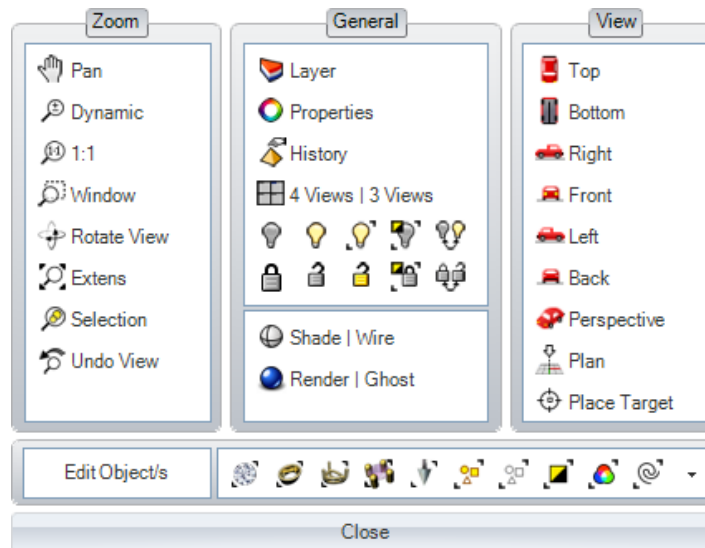 Zoom
Pan
Dynamic
1:1
Window
Rotate View
Extens
Selection
Undo View
General
Layer
Properties
History
4 Views | 3 Views
Shade | Wire
Render | Ghost
View
Top
Bottom
Right
Front
Left
Back
Perspective
Plan
Place Target
Edit Object/s
Close